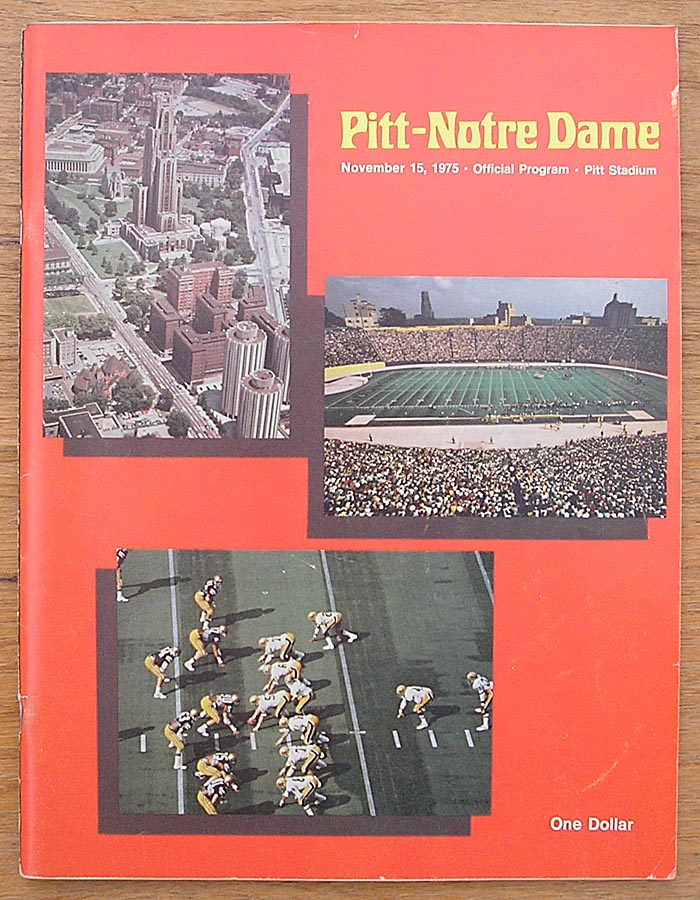 Pitt-Notre Dame
November 15, 1975 · Official Program · Pitt Stadium
One Dollar